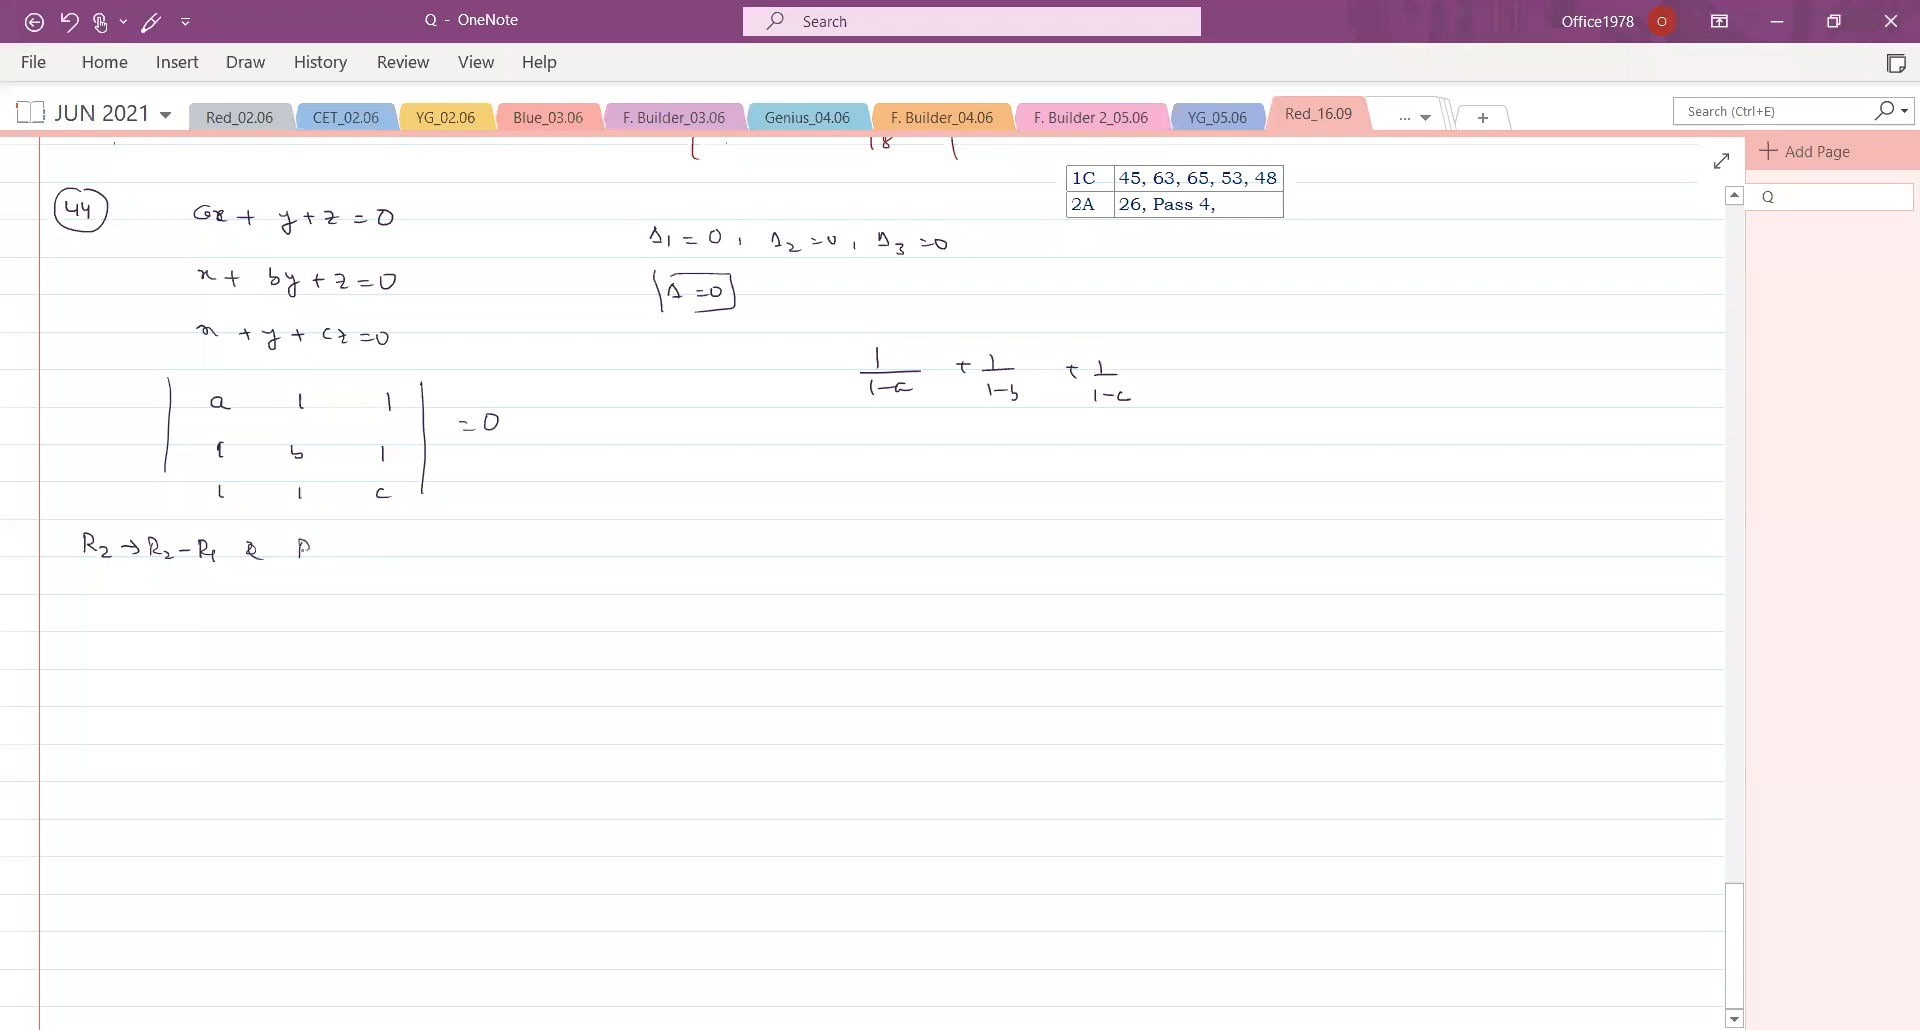 Q - OneNote
Search
Office1978
O
File Home Insert Draw History Review View Help
JUN 2021
Red_02.06 CET_02.06 YG_02.06 Blue_03.06 F. Builder_03.06 Genius_04.06 F. Builder_04.06 F. Builder 2_05.06 YG_05.06 Red_16.09 ... +
Search (Ctrl+E)
Add Page
Q
18
1C 45, 63, 65, 53, 48
2A 26, Pass 4,
44
ax + y + z = 0
x + by + z = 0
x + y + cz = 0
Δ1 = 0, Δ2 = 0, Δ3 = 0
Δ = 0
1/(1-a) + 1/(1-b) + 1/(1-c)
| a 1 1 |
| 1 b 1 | = 0
| 1 1 c |
R2 → R2 - R1 &